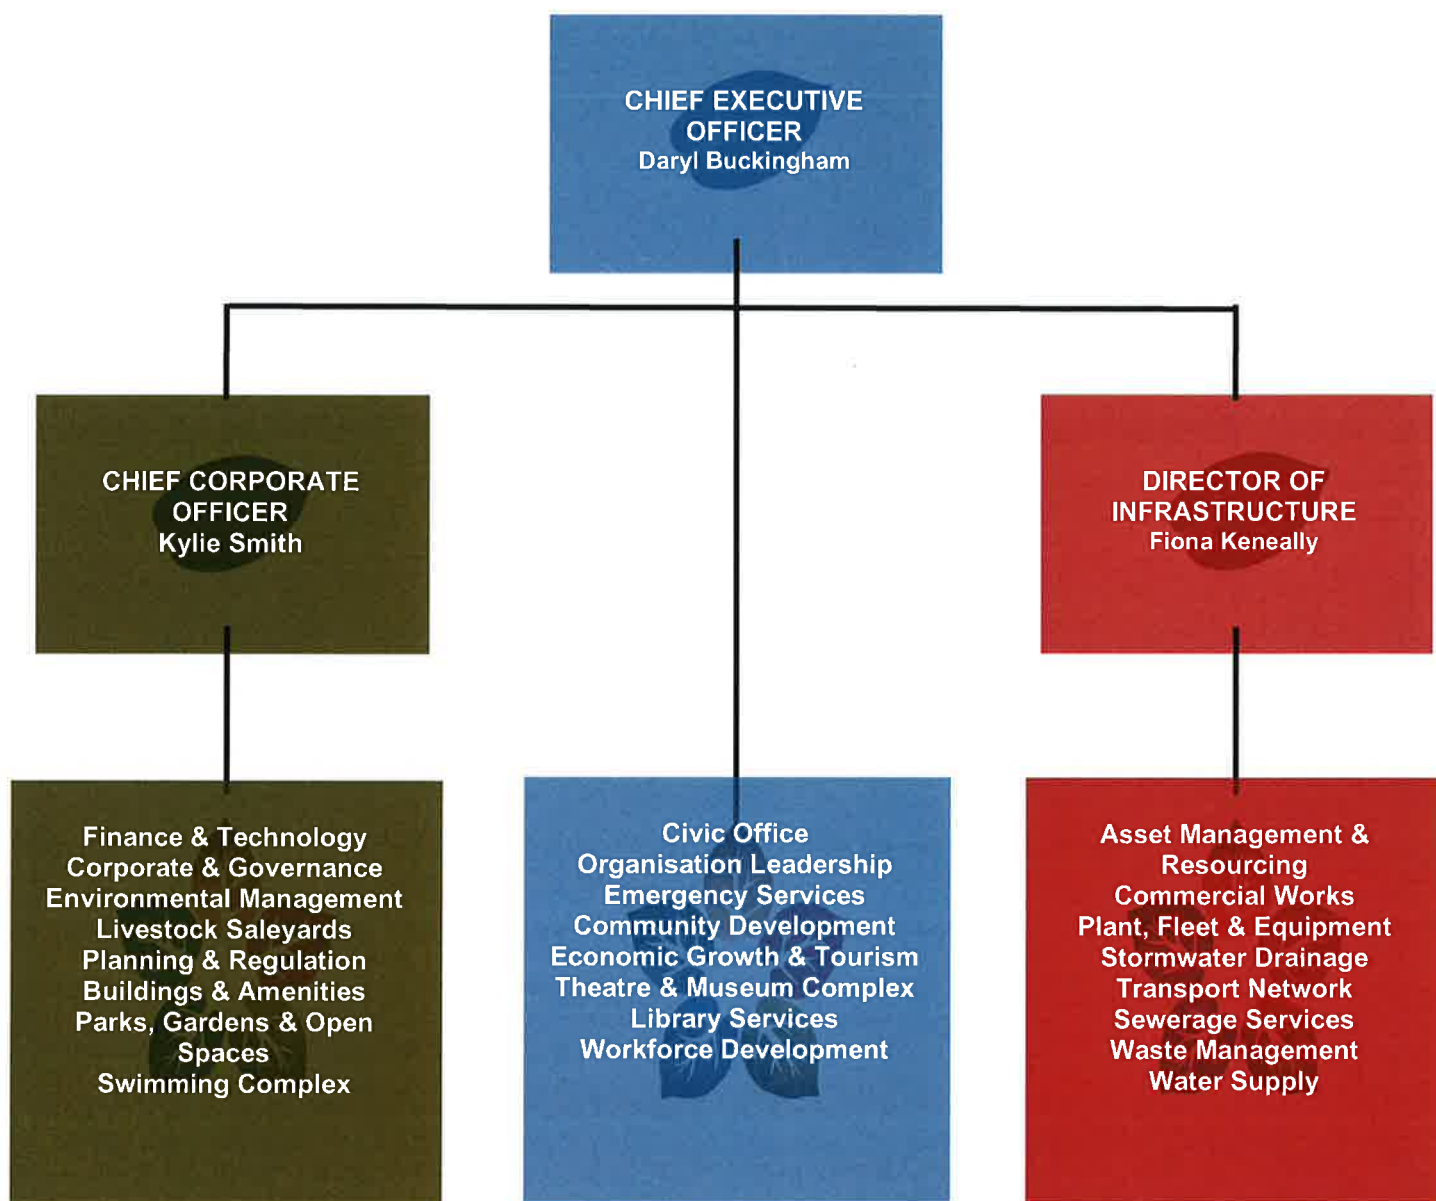 CHIEF EXECUTIVE
OFFICER
Daryl Buckingham
CHIEF CORPORATE
OFFICER
Kylie Smith
DIRECTOR OF
INFRASTRUCTURE
Fiona Keneally
Finance & Technology
Corporate & Governance
Environmental Management
Livestock Saleyards
Planning & Regulation
Buildings & Amenities
Parks, Gardens & Open
Spaces
Swimming Complex
Civic Office
Organisation Leadership
Emergency Services
Community Development
Economic Growth & Tourism
Theatre & Museum Complex
Library Services
Workforce Development
Asset Management &
Resourcing
Commercial Works
Plant, Fleet & Equipment
Stormwater Drainage
Transport Network
Sewerage Services
Waste Management
Water Supply